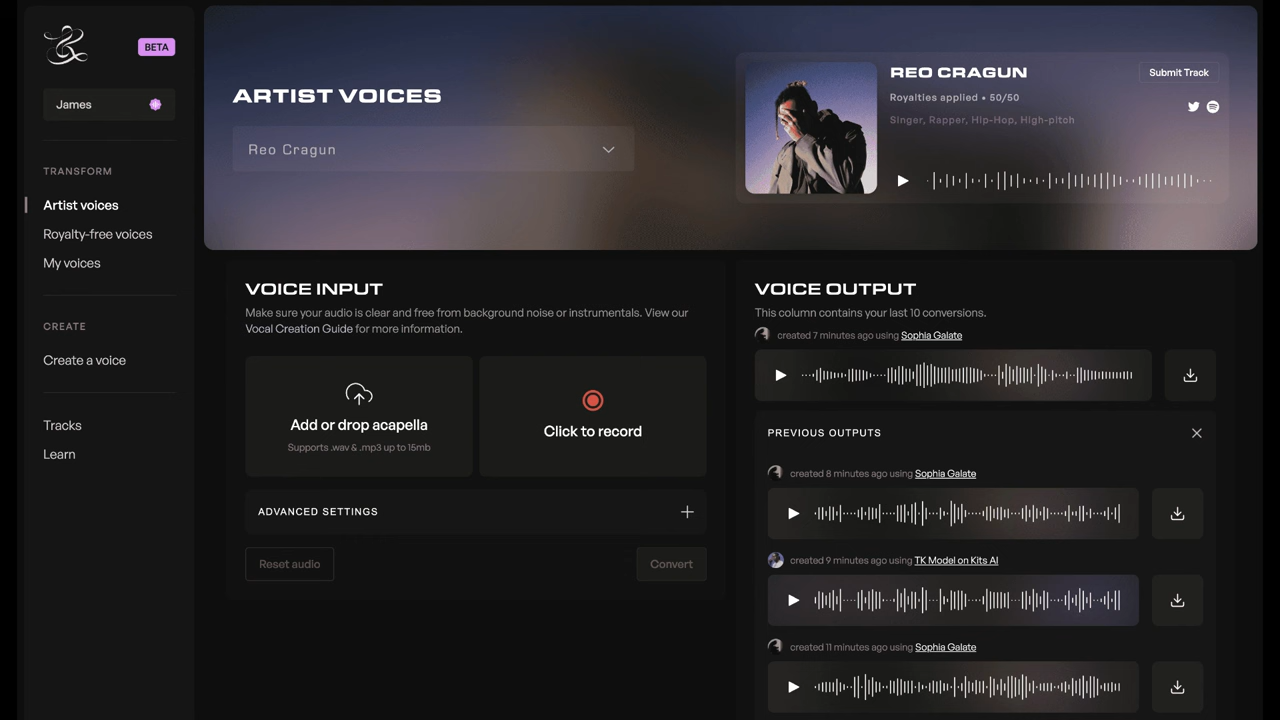 BETA
James
TRANSFORM
Artist voices
Royalty-free voices
My voices
CREATE
Create a voice
Tracks
Learn
ARTIST VOICES
Reo Cragun
REO CRAGUN
Submit Track
Royalties applied • 50/50
Singer, Rapper, Hip-Hop, High-pitch
VOICE INPUT
Make sure your audio is clear and free from background noise or instrumentals. View our
Vocal Creation Guide for more information.
Add or drop acapella
Supports .wav & .mp3 up to 15mb
Click to record
ADVANCED SETTINGS
Reset audio
Convert
VOICE OUTPUT
This column contains your last 10 conversions.
created 7 minutes ago using Sophia Galate
PREVIOUS OUTPUTS
created 8 minutes ago using Sophia Galate
created 9 minutes ago using TK Model on Kits AI
created 11 minutes ago using Sophia Galate